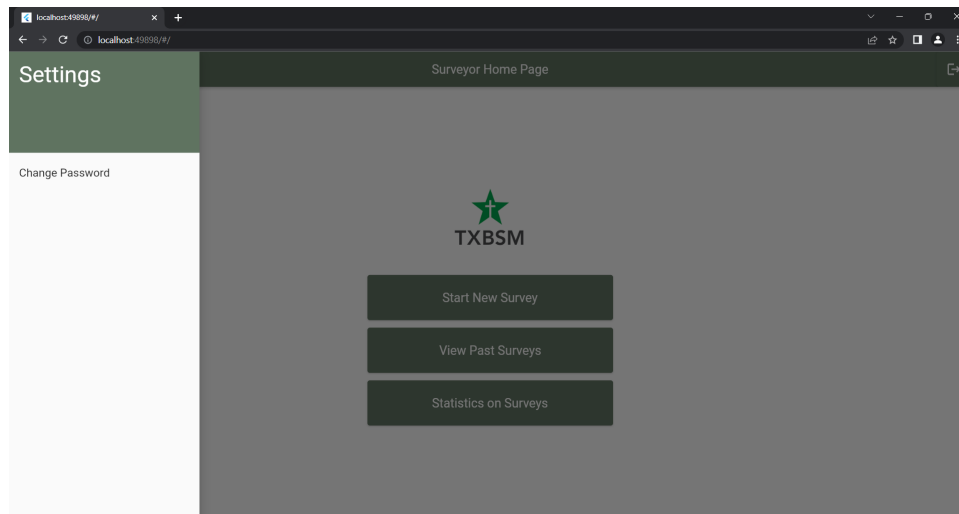 localhost:49898/#/
localhost:49898/#/
Settings
Surveyor Home Page
Change Password
TXBSM
Start New Survey
View Past Surveys
Statistics on Surveys